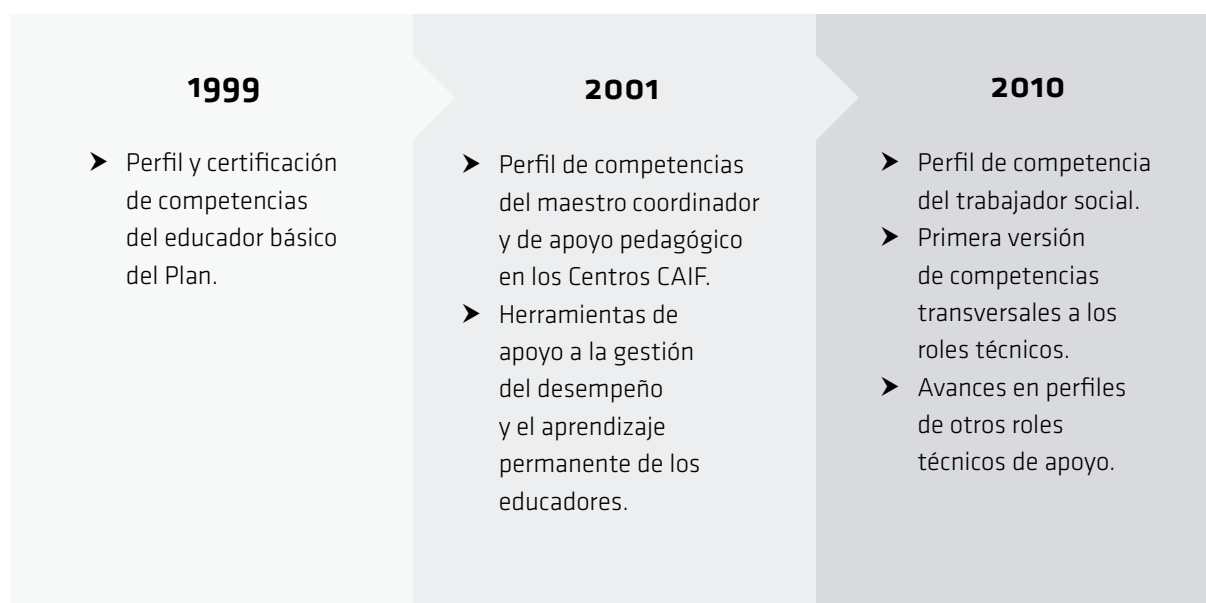 1999
➤ Perfil y certificación
de competencias
del educador básico
del Plan.
2001
➤ Perfil de competencias
del maestro coordinador
y de apoyo pedagógico
en los Centros CAIF.
➤ Herramientas de
apoyo a la gestión
del desempeño
y el aprendizaje
permanente de los
educadores.
2010
➤ Perfil de competencia
del trabajador social.
➤ Primera versión
de competencias
transversales a los
roles técnicos.
➤ Avances en perfiles
de otros roles
técnicos de apoyo.